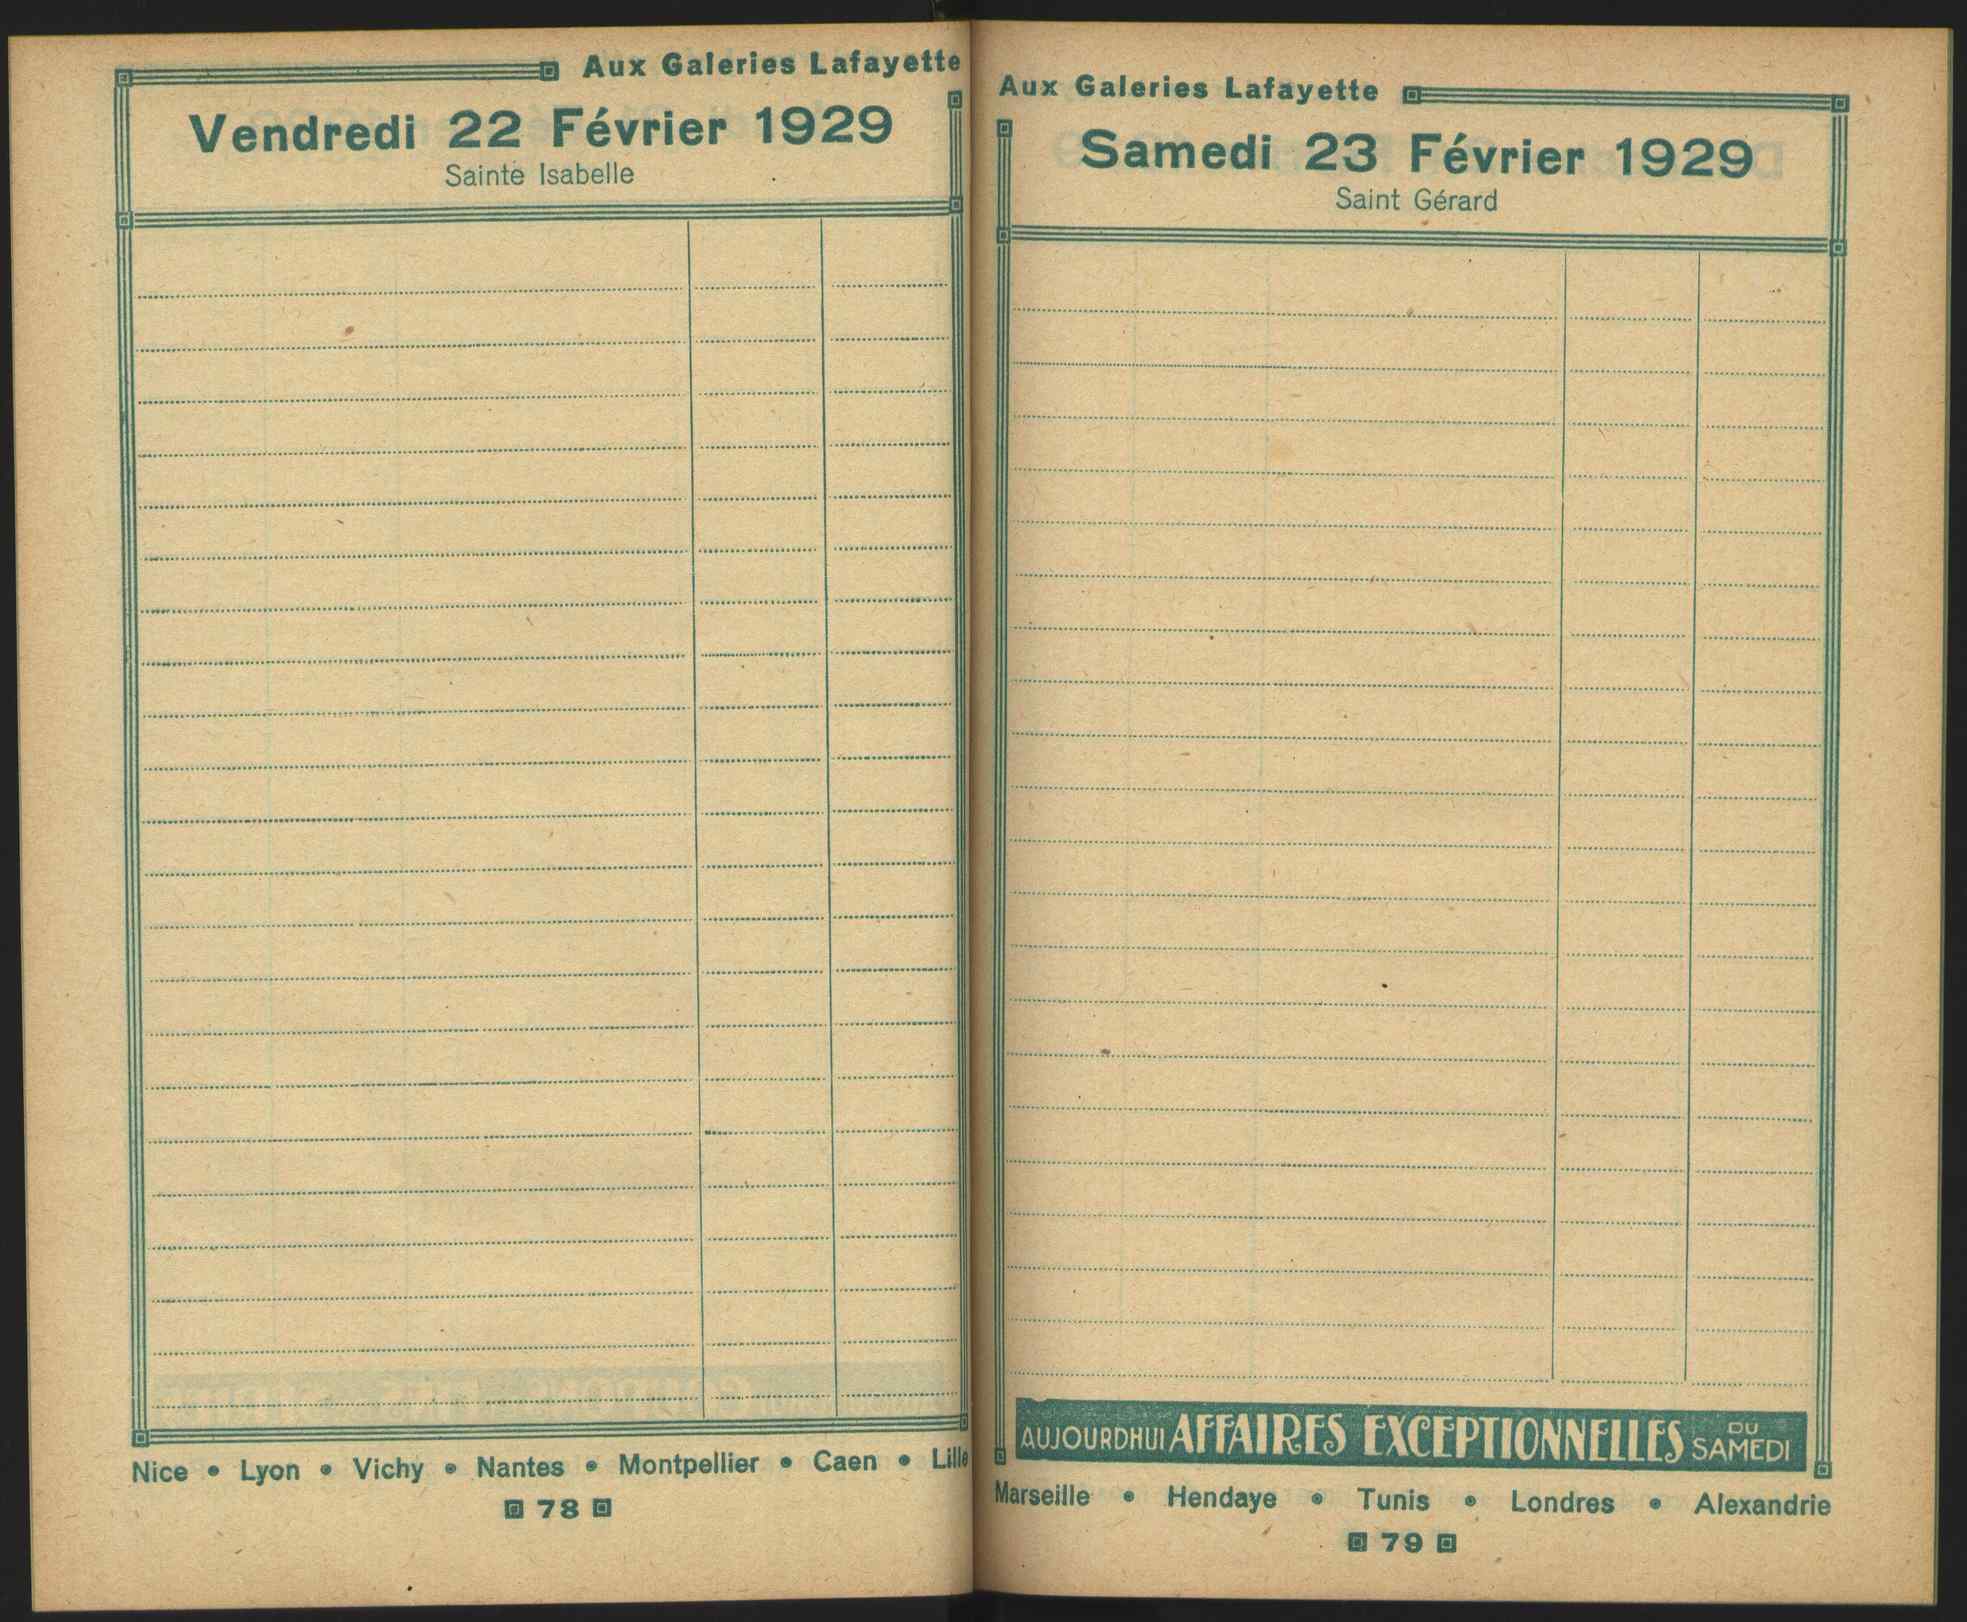 Aux Galeries Lafayette
Vendredi 22 Février 1929
Sainte Isabelle
Nice • Lyon • Vichy • Nantes • Montpellier • Caen • Lille
78
Aux Galeries Lafayette
Samedi 23 Février 1929
Saint Gérard
AUJOURDHUI AFFAIRES EXCEPTIONNELLES DU SAMEDI
Marseille • Hendaye • Tunis • Londres • Alexandrie
79